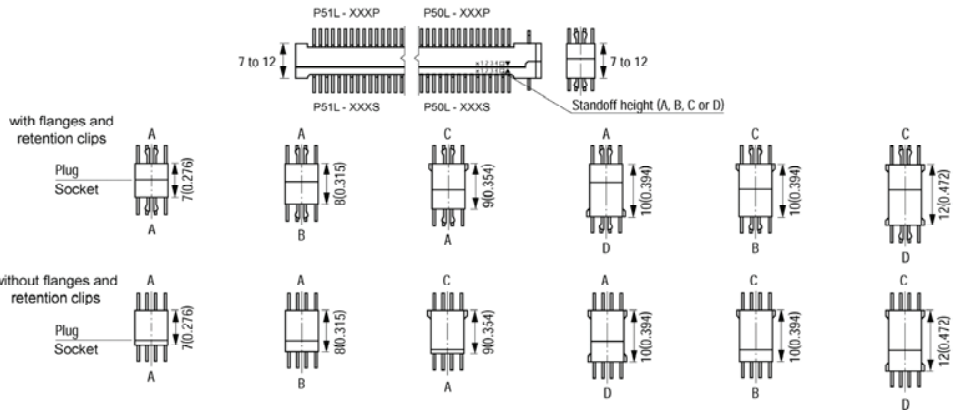 P51L - XXXP P50L - XXXP
7 to 12 7 to 12
P51L - XXXS P50L - XXXS
Standoff height (A, B, C or D)
with flanges and
retention clips
A A C A C C
Plug
Socket
7(0.276) 8(0.315) 9(0.354) 10(0.394) 10(0.394) 12(0.472)
A B A D B D
without flanges and
retention clips
A A C A C C
Plug
Socket
7(0.276) 8(0.315) 9(0.354) 10(0.394) 10(0.394) 12(0.472)
A B A D B D